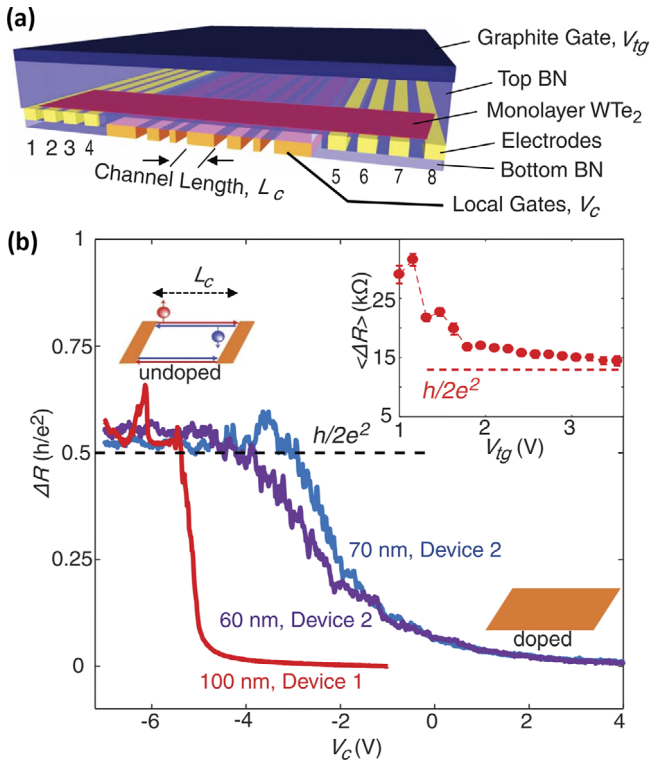 (a)
Graphite Gate, Vtg
Top BN
Monolayer WTe2
Electrodes
Bottom BN
1 2 3 4
5 6 7 8
Channel Length, Lc
Local Gates, Vc
(b)
1
0.75
0.5
0.25
0
ΔR (h/e²)
Lc
undoped
h/2e²
70 nm, Device 2
60 nm, Device 2
100 nm, Device 1
doped
-6 -4 -2 0 2 4
Vc (V)
<ΔR> (kΩ)
25
15
5
h/2e²
1 2 3
Vtg (V)